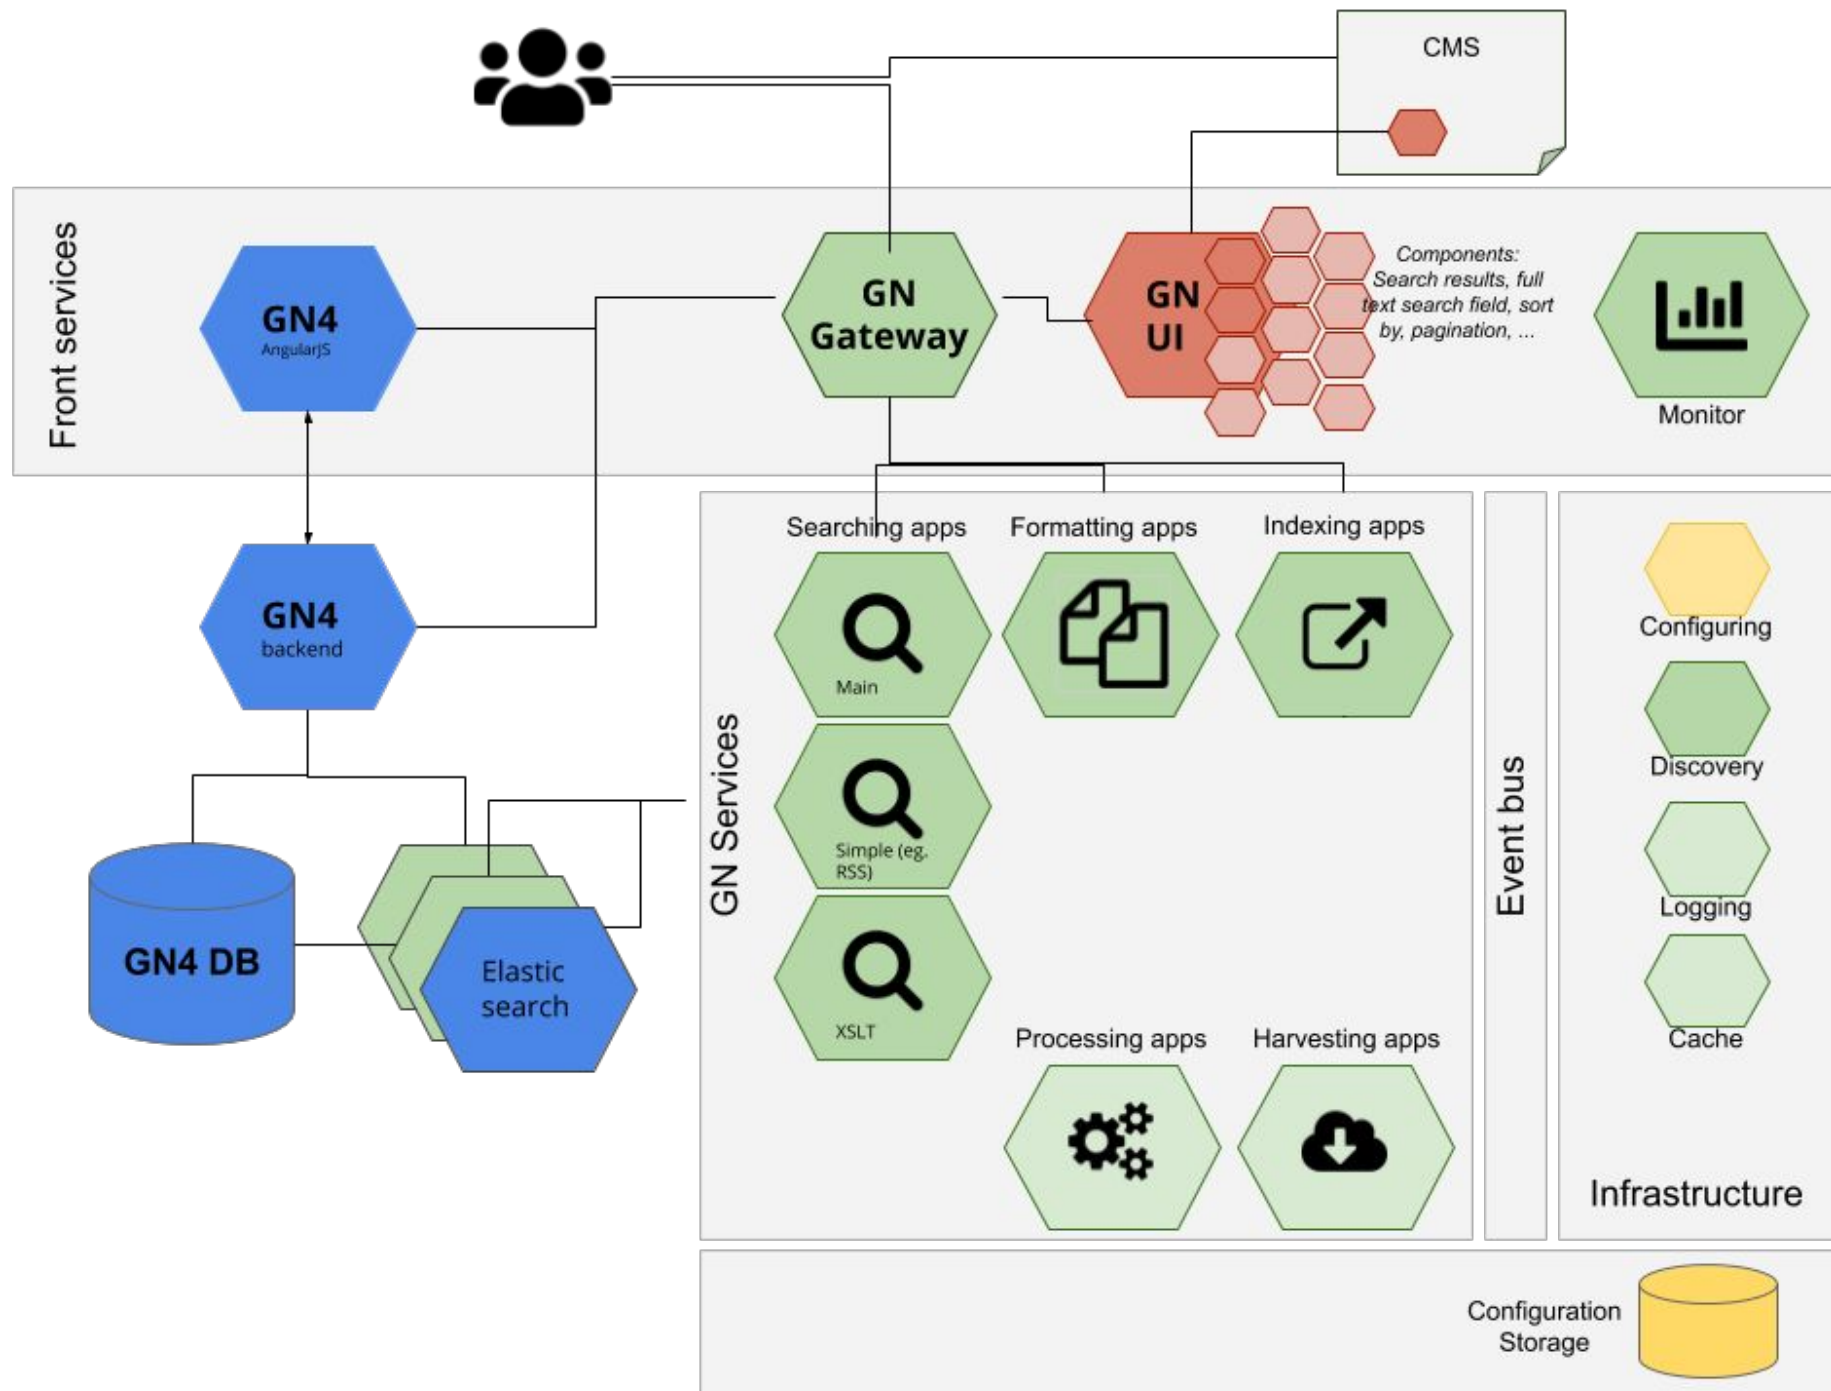 CMS
Front services
GN4
AngularJS
GN
Gateway
GN
UI
Components:
Search results, full
text search field, sort
by, pagination, ...
Monitor
GN4
backend
GN4 DB
Elastic
search
GN Services
Searching apps
Formatting apps
Indexing apps
Main
Simple (eg.
RSS)
XSLT
Processing apps
Harvesting apps
Event bus
Configuring
Discovery
Logging
Cache
Infrastructure
Configuration
Storage